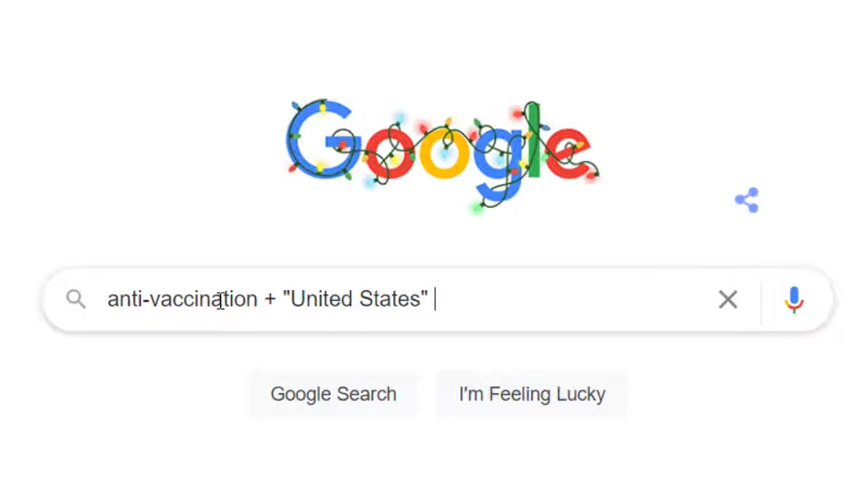 Google
anti-vaccination + "United States"
Google Search
I'm Feeling Lucky